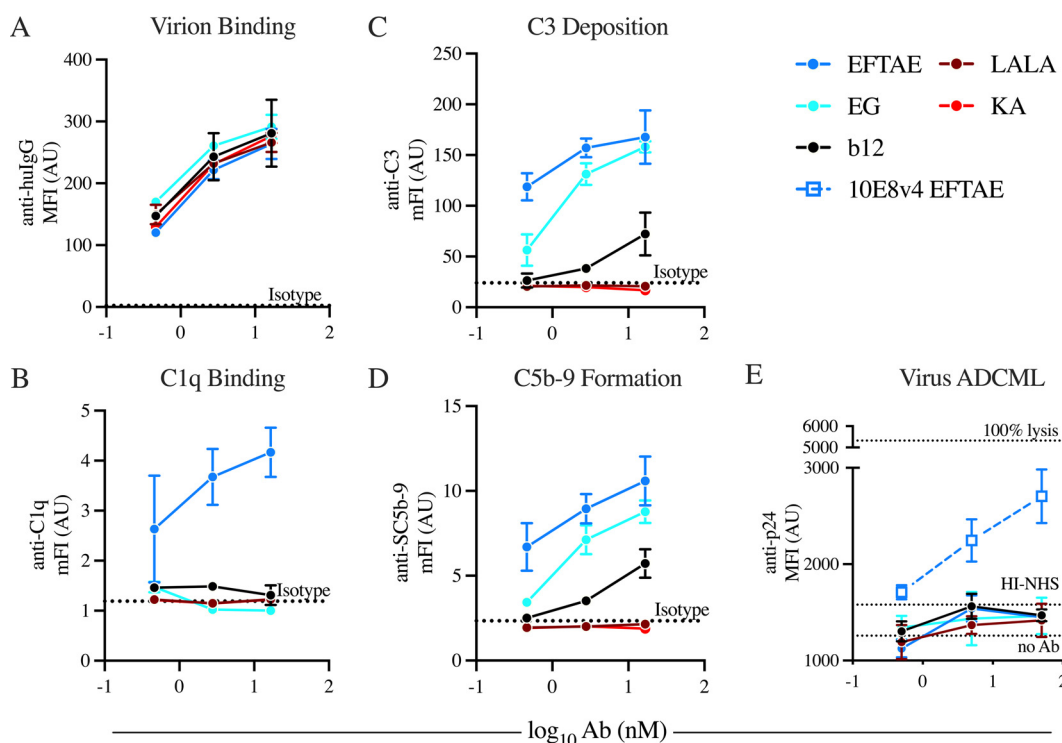 A
Virion Binding
anti-huIgG
MFI (AU)
400
300
200
100
0
Isotype
-1
0
1
2
C
C3 Deposition
anti-C3
mFI (AU)
250
200
150
100
50
0
Isotype
-1
0
1
2
EFTAE
LALA
EG
KA
b12
10E8v4 EFTAE
B
C1q Binding
anti-C1q
mFI (AU)
5
4
3
2
1
0
Isotype
-1
0
1
2
D
C5b-9 Formation
anti-SC5b-9
mFI (AU)
15
10
5
0
Isotype
-1
0
1
2
E
Virus ADCML
anti-p24
MFI (AU)
6000
5000
3000
2000
1000
100% lysis
HI-NHS
no Ab
-1
0
1
2
log10 Ab (nM)